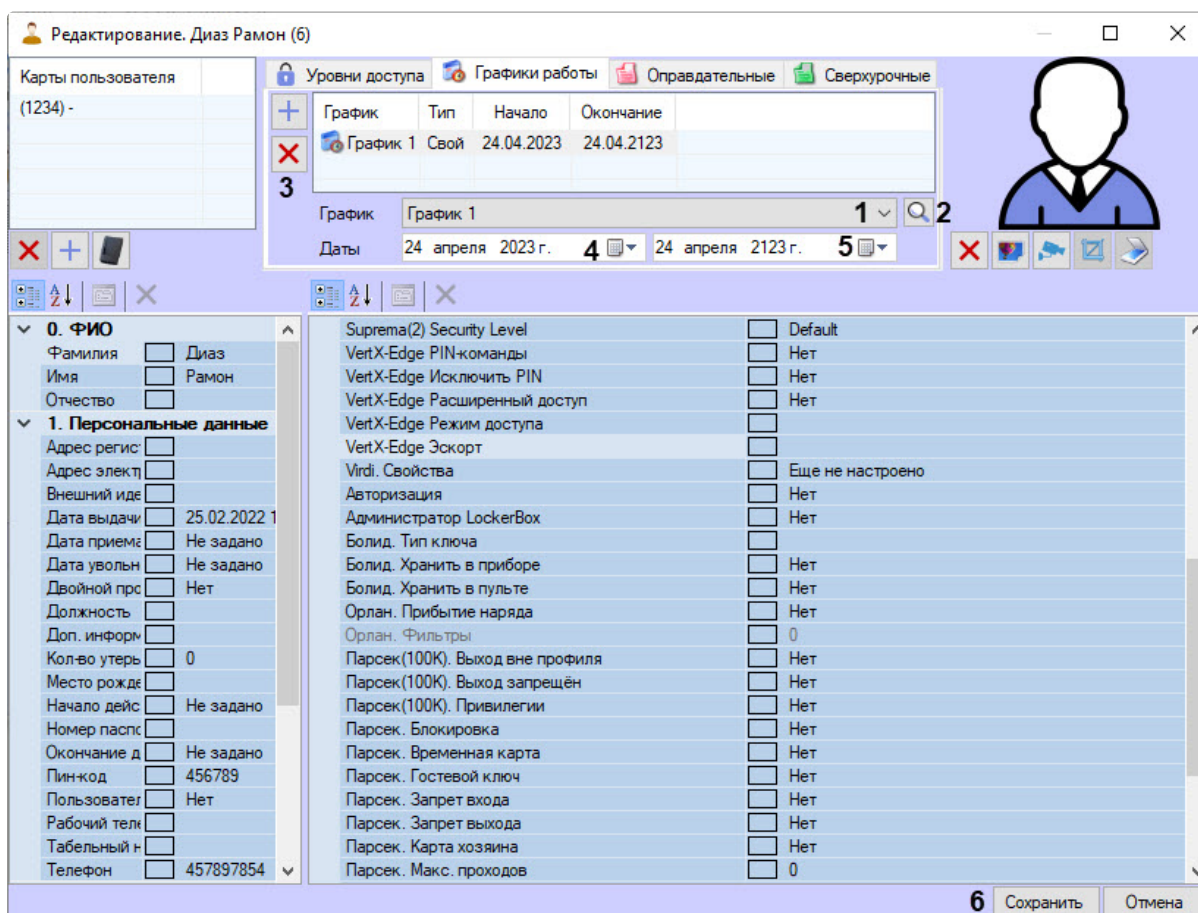 Редактирование. Диаз Рамон (6)
Карты пользователя
(1234) -
Уровни доступа Графики работы Оправдательные Сверхурочные
График Тип Начало Окончание
График 1 Свой 24.04.2023 24.04.2123
3
График График 1 1 2
Даты 24 апреля 2023 г. 4 24 апреля 2123 г. 5
0. ФИО
Фамилия Диаз
Имя Рамон
Отчество
1. Персональные данные
Адрес регис
Адрес элект
Внешний иде
Дата выдачи 25.02.2022 1
Дата приема Не задано
Дата увольн Не задано
Двойной про Нет
Должность
Доп. информ
Кол-во утерь 0
Место рожде
Начало дейс Не задано
Номер паспо
Окончание д Не задано
Пин-код 456789
Пользовател Нет
Рабочий теле
Табельный н
Телефон 457897854
Suprema(2) Security Level Default
VertX-Edge PIN-команды Нет
VertX-Edge Исключить PIN Нет
VertX-Edge Расширенный доступ Нет
VertX-Edge Режим доступа
VertX-Edge Эскорт
Virdi. Свойства Еще не настроено
Авторизация Нет
Администратор LockerBox Нет
Болид. Тип ключа
Болид. Хранить в приборе Нет
Болид. Хранить в пульте Нет
Орлан. Прибытие наряда Нет
Орлан. Фильтры 0
Парсек(100К). Выход вне профиля Нет
Парсек(100К). Выход запрещён Нет
Парсек(100К). Привилегии Нет
Парсек. Блокировка Нет
Парсек. Временная карта Нет
Парсек. Гостевой ключ Нет
Парсек. Запрет входа Нет
Парсек. Запрет выхода Нет
Парсек. Карта хозяина Нет
Парсек. Макс. проходов 0
6 Сохранить Отмена